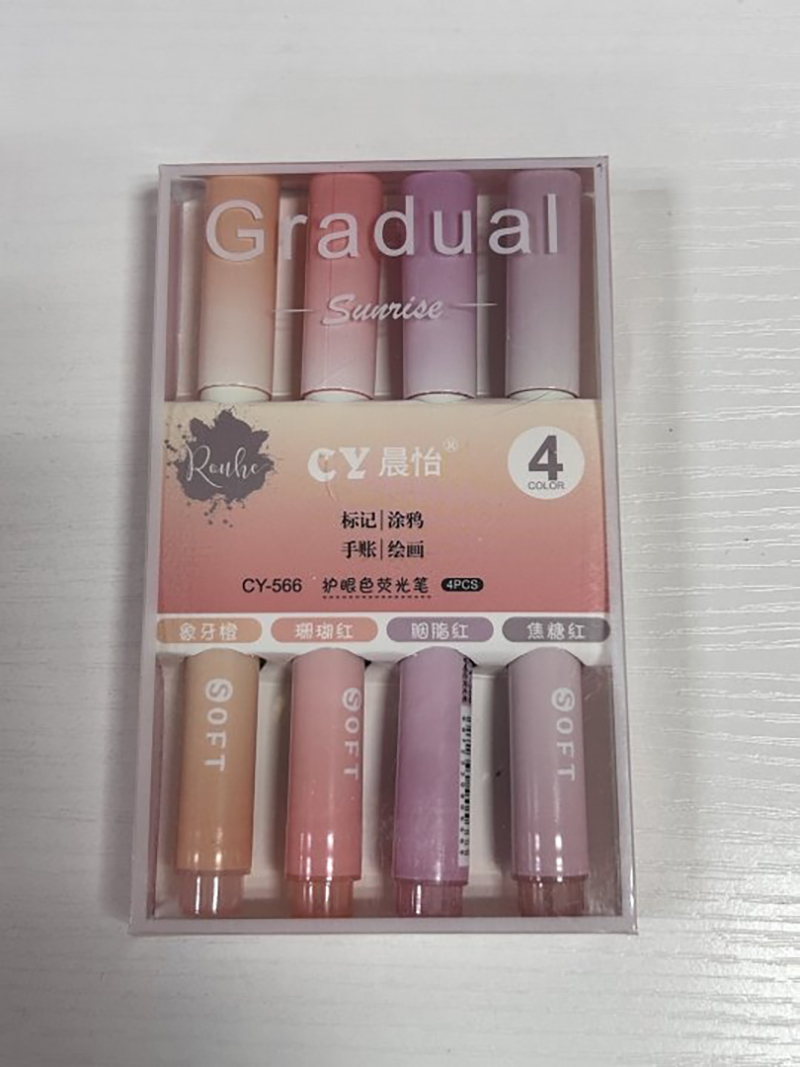 Gradual
Sunrise
Rouhe
CY 晨怡®
4
COLOR
标记|涂鸦
手账|绘画
CY-566 护眼色荧光笔 4PCS
象牙橙 珊瑚红 胭脂红 焦糖红
SOFT SOFT SOFT